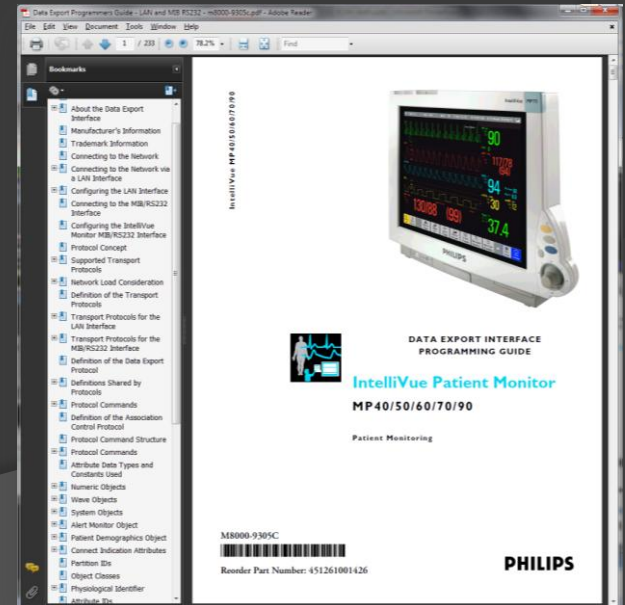 Data Export Programmers Guide - LAN and MIB RS232 - m8000-9305c.pdf - Adobe Reader
File Edit View Document Tools Window Help
1 / 233 78.2% Find
Bookmarks
About the Data Export
Interface
Manufacturer's Information
Trademark Information
Connecting to the Network
Connecting to the Network via
a LAN Interface
Configuring the LAN Interface
Connecting to the MIB/RS232
Interface
Configuring the IntelliVue
Monitor MIB/RS232 Interface
Protocol Concept
Supported Transport
Protocols
Network Load Consideration
Definition of the Transport
Protocols
Transport Protocols for the
LAN Interface
Transport Protocols for the
MIB/RS232 Interface
Definition of the Data Export
Protocol
Definitions Shared by
Protocols
Protocol Commands
Definition of the Association
Control Protocol
Protocol Command Structure
Protocol Commands
Attribute Data Types and
Constants Used
Numeric Objects
Wave Objects
System Objects
Alert Monitor Object
Patient Demographics Object
Connect Indication Attributes
Partition IDs
Object Classes
Physiological Identifier
Attribute IDs
IntelliVue MP40/50/60/70/90
90
117/78
(94)
94
30
130/88 (99)
37.4
PHILIPS
DATA EXPORT INTERFACE
PROGRAMMING GUIDE
IntelliVue Patient Monitor
MP40/50/60/70/90
Patient Monitoring
M8000-9305C
Reorder Part Number: 451261001426
PHILIPS